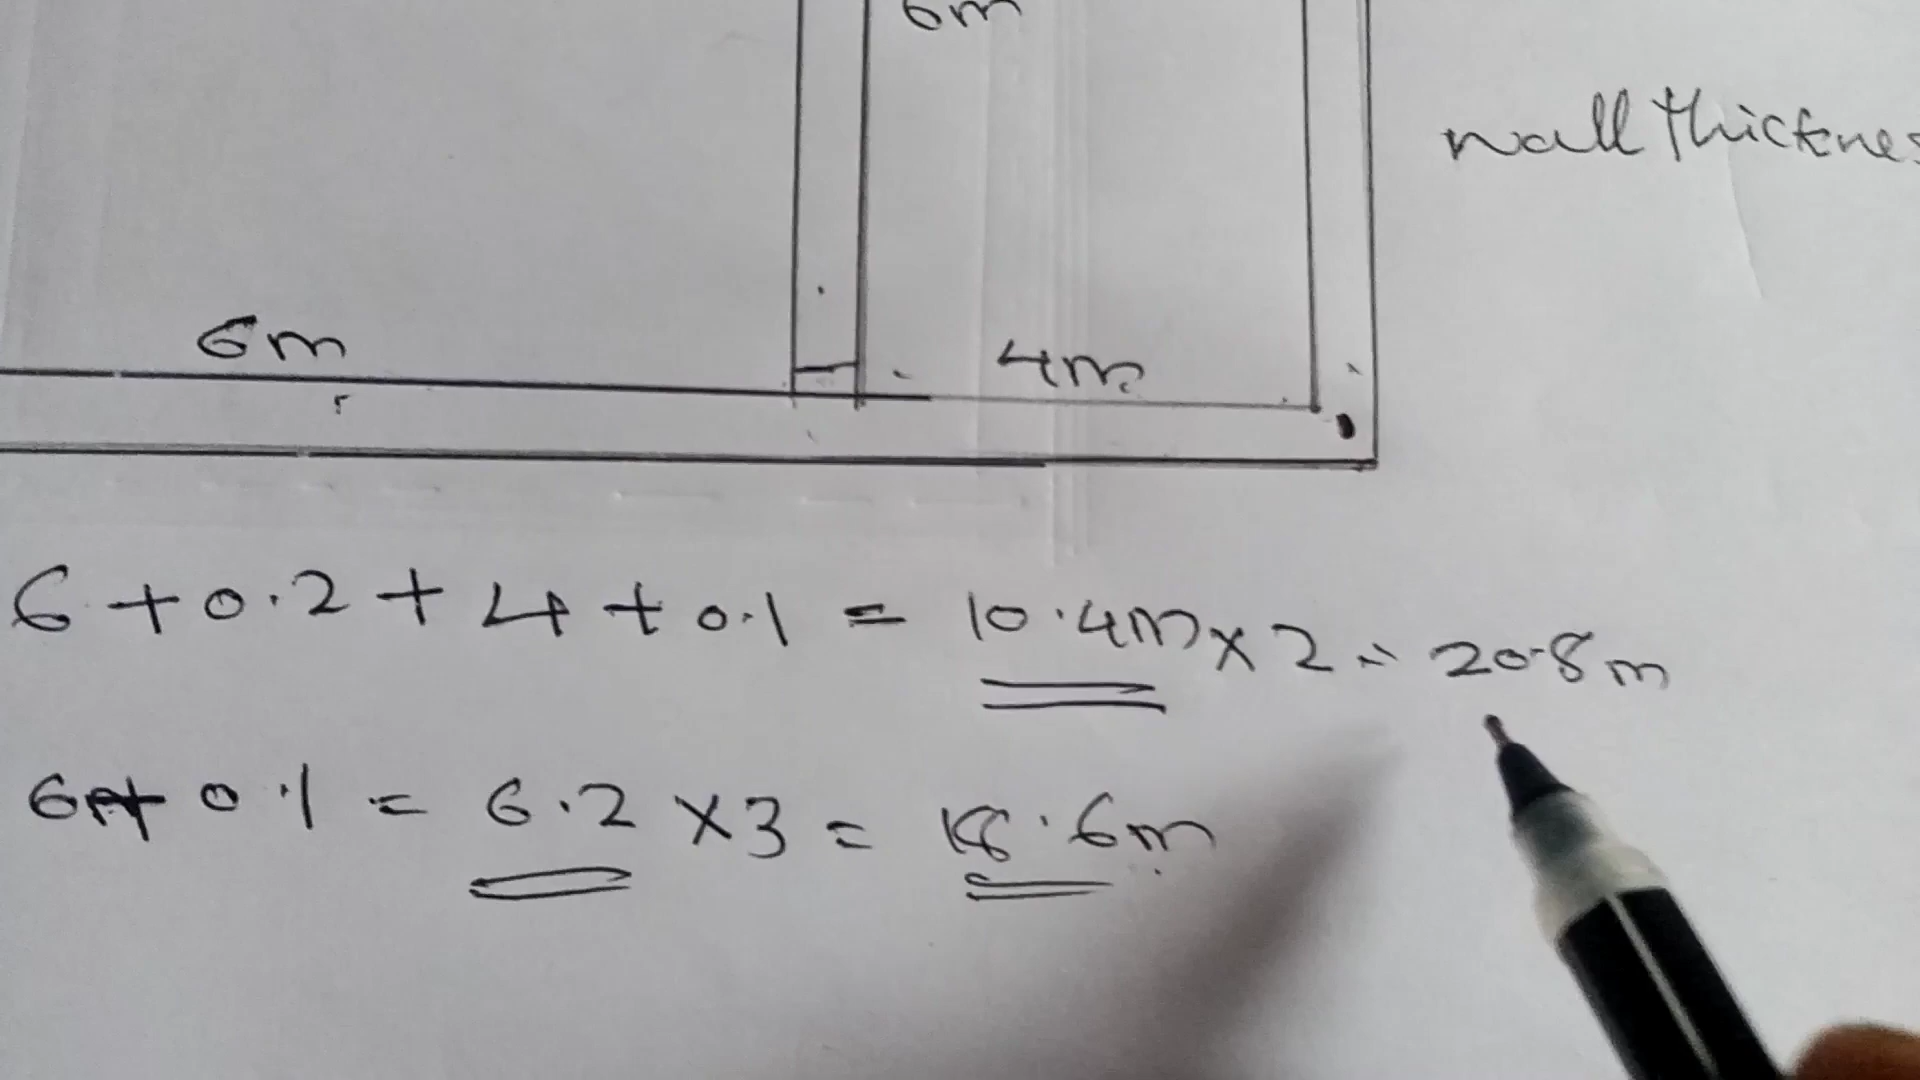 6m
wall thicknes
6m
4m
6+0.2+4+0.1 = 10.4m x 2 = 20.8m
6+0.1 = 6.2 x 3 = 18.6m